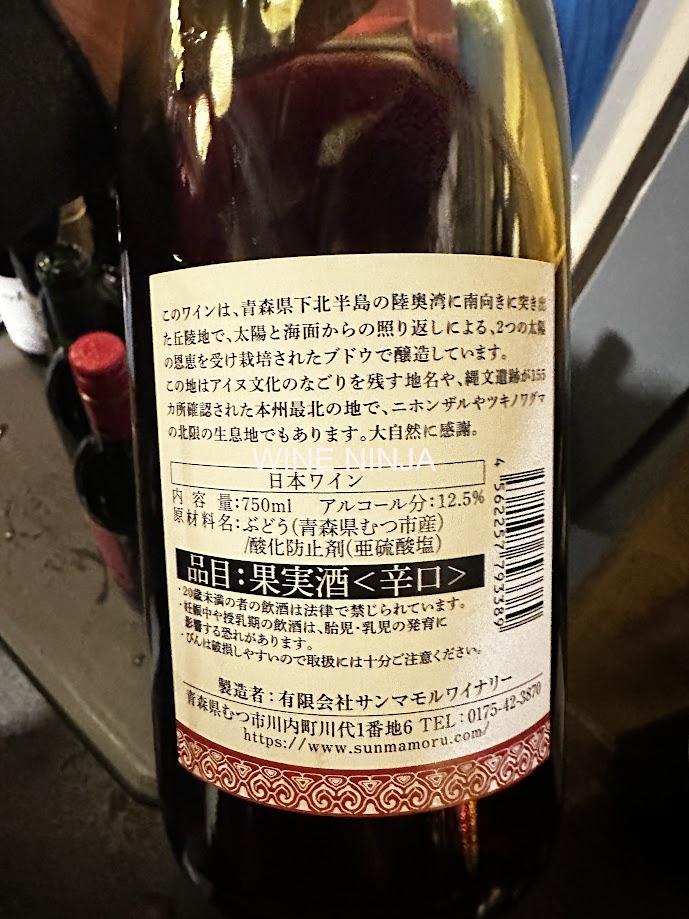 このワインは、青森県下北半島の陸奥湾に南向きに突き出
た丘陵地で、太陽と海面からの照り返しによる、2つの太陽
の恩恵を受け栽培されたブドウで醸造しています。
この地はアイヌ文化のなごりを残す地名や、縄文遺跡が155
カ所確認された本州最北の地で、ニホンザルやツキノワグマ
の北限の生息地でもあります。大自然に感謝。
WINE NINJA
日本ワイン
内容量:750ml アルコール分:12.5%
原材料名:ぶどう(青森県むつ市産)
/酸化防止剤(亜硫酸塩)
品目:果実酒<辛口>
・20歳未満の者の飲酒は法律で禁じられています。
・妊娠中や授乳期の飲酒は、胎児・乳児の発育に
影響する恐れがあります。
・びんは破損しやすいので取扱には十分ご注意ください。
4 562257 793389
製造者:有限会社サンマモルワイナリー
青森県むつ市川内町川代1番地6 TEL:0175-42-3870
https://www.sunmamoru.com/